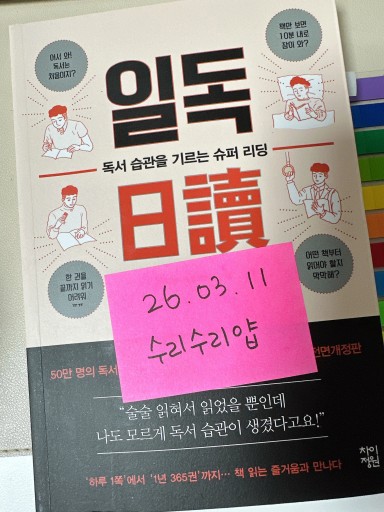 어서 와!
독서는
처음이지?
책만 보면
10분 내로
잠이 와?
일독
독서 습관을 기르는 슈퍼 리딩
日讀
한 권을
끝까지 읽기
어려워
ㅠㅠ
어떤 책부터
읽어야 할지
막막해?
26.03.11
수리수리얍
50만 명의 독서
전면개정판
“술술 읽혀서 읽었을 뿐인데
나도 모르게 독서 습관이 생겼다고요!”
‘하루 1쪽’에서 ‘1년 365권’까지… 책 읽는 즐거움과 만나다
차이
정원